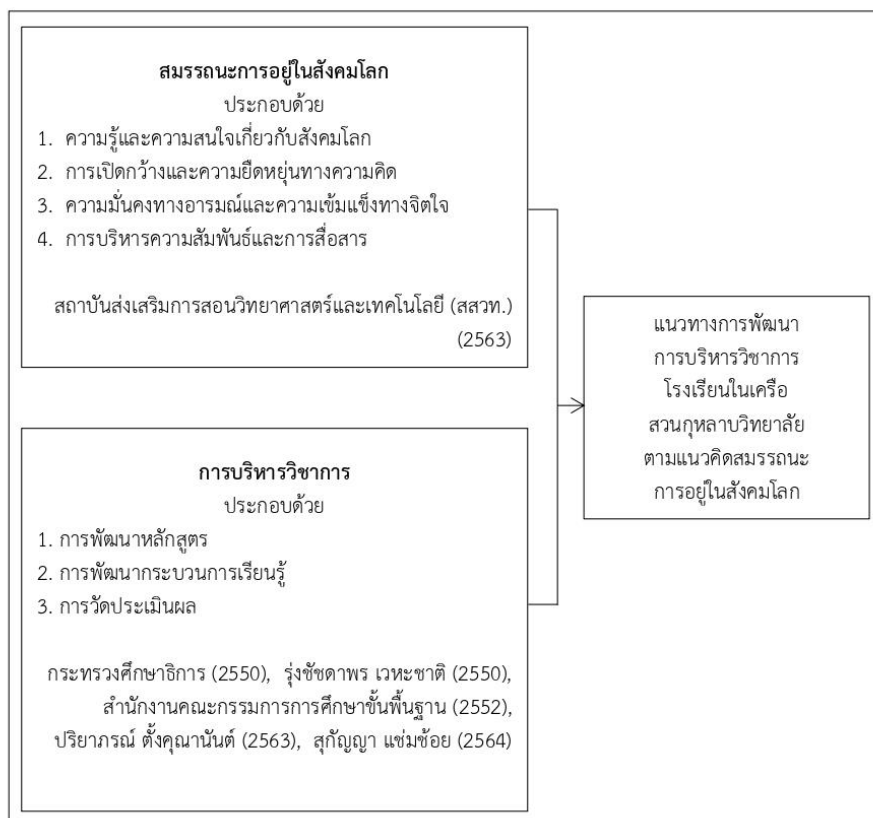 สมรรถนะการอยู่ในสังคมโลก
ประกอบด้วย
1. ความรู้และความสนใจเกี่ยวกับสังคมโลก
2. การเปิดกว้างและความยืดหยุ่นทางความคิด
3. ความมั่นคงทางอารมณ์และความเข้มแข็งทางจิตใจ
4. การบริหารความสัมพันธ์และการสื่อสาร
สถาบันส่งเสริมการสอนวิทยาศาสตร์และเทคโนโลยี (สสวท.)
(2563)
การบริหารวิชาการ
ประกอบด้วย
1. การพัฒนาหลักสูตร
2. การพัฒนากระบวนการเรียนรู้
3. การวัดประเมินผล
กระทรวงศึกษาธิการ (2550), รุ่งชัชดาพร เวหะชาติ (2550),
สำนักงานคณะกรรมการการศึกษาขั้นพื้นฐาน (2552),
ปริยาภรณ์ ตั้งคุณานันต์ (2563), สุกัญญา แช่มช้อย (2564)
แนวทางการพัฒนา
การบริหารวิชาการ
โรงเรียนในเครือ
สวนกุหลาบวิทยาลัย
ตามแนวคิดสมรรถนะ
การอยู่ในสังคมโลก